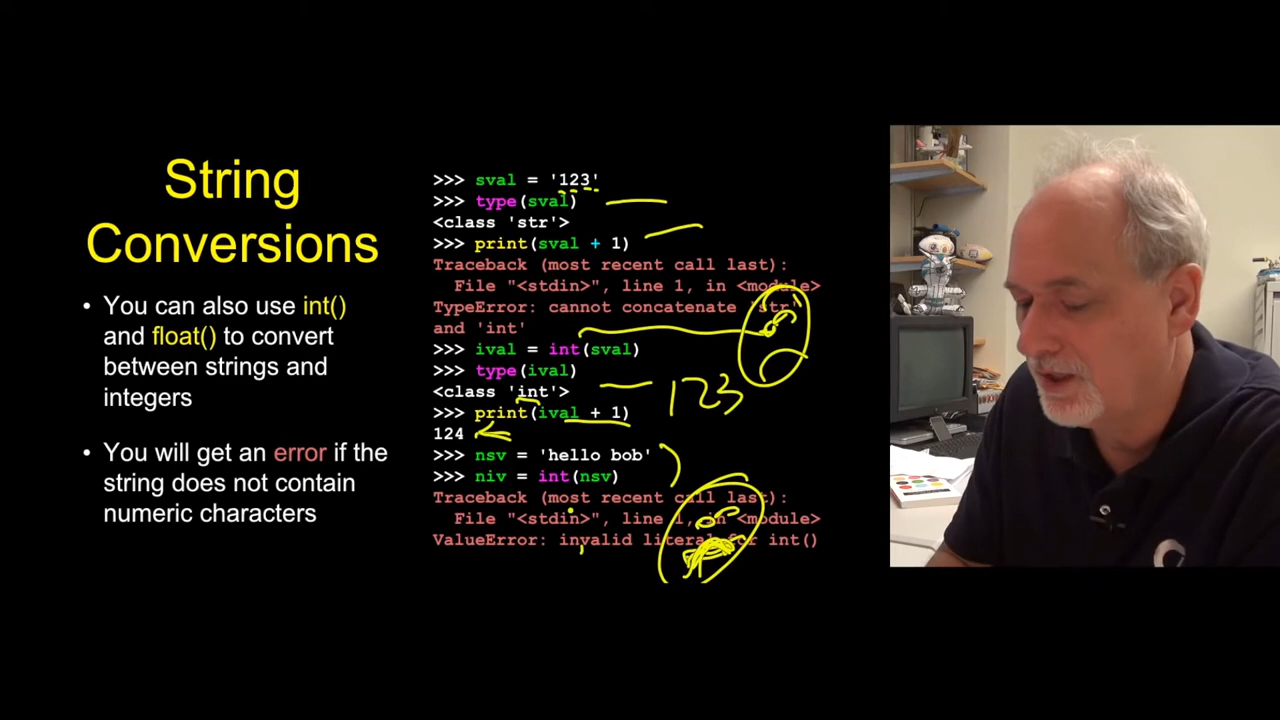 String
Conversions
• You can also use int()
and float() to convert
between strings and
integers
• You will get an error if the
string does not contain
numeric characters
>>> sval = '123'
>>> type(sval)
<class 'str'>
>>> print(sval + 1)
Traceback (most recent call last):
File "<stdin>", line 1, in <module>
TypeError: cannot concatenate 'str'
and 'int'
>>> ival = int(sval)
>>> type(ival)
<class 'int'>
123
>>> print(ival + 1)
124
>>> nsv = 'hello bob'
>>> niv = int(nsv)
Traceback (most recent call last):
File "<stdin>", line 1, in <module>
ValueError: invalid literal for int()